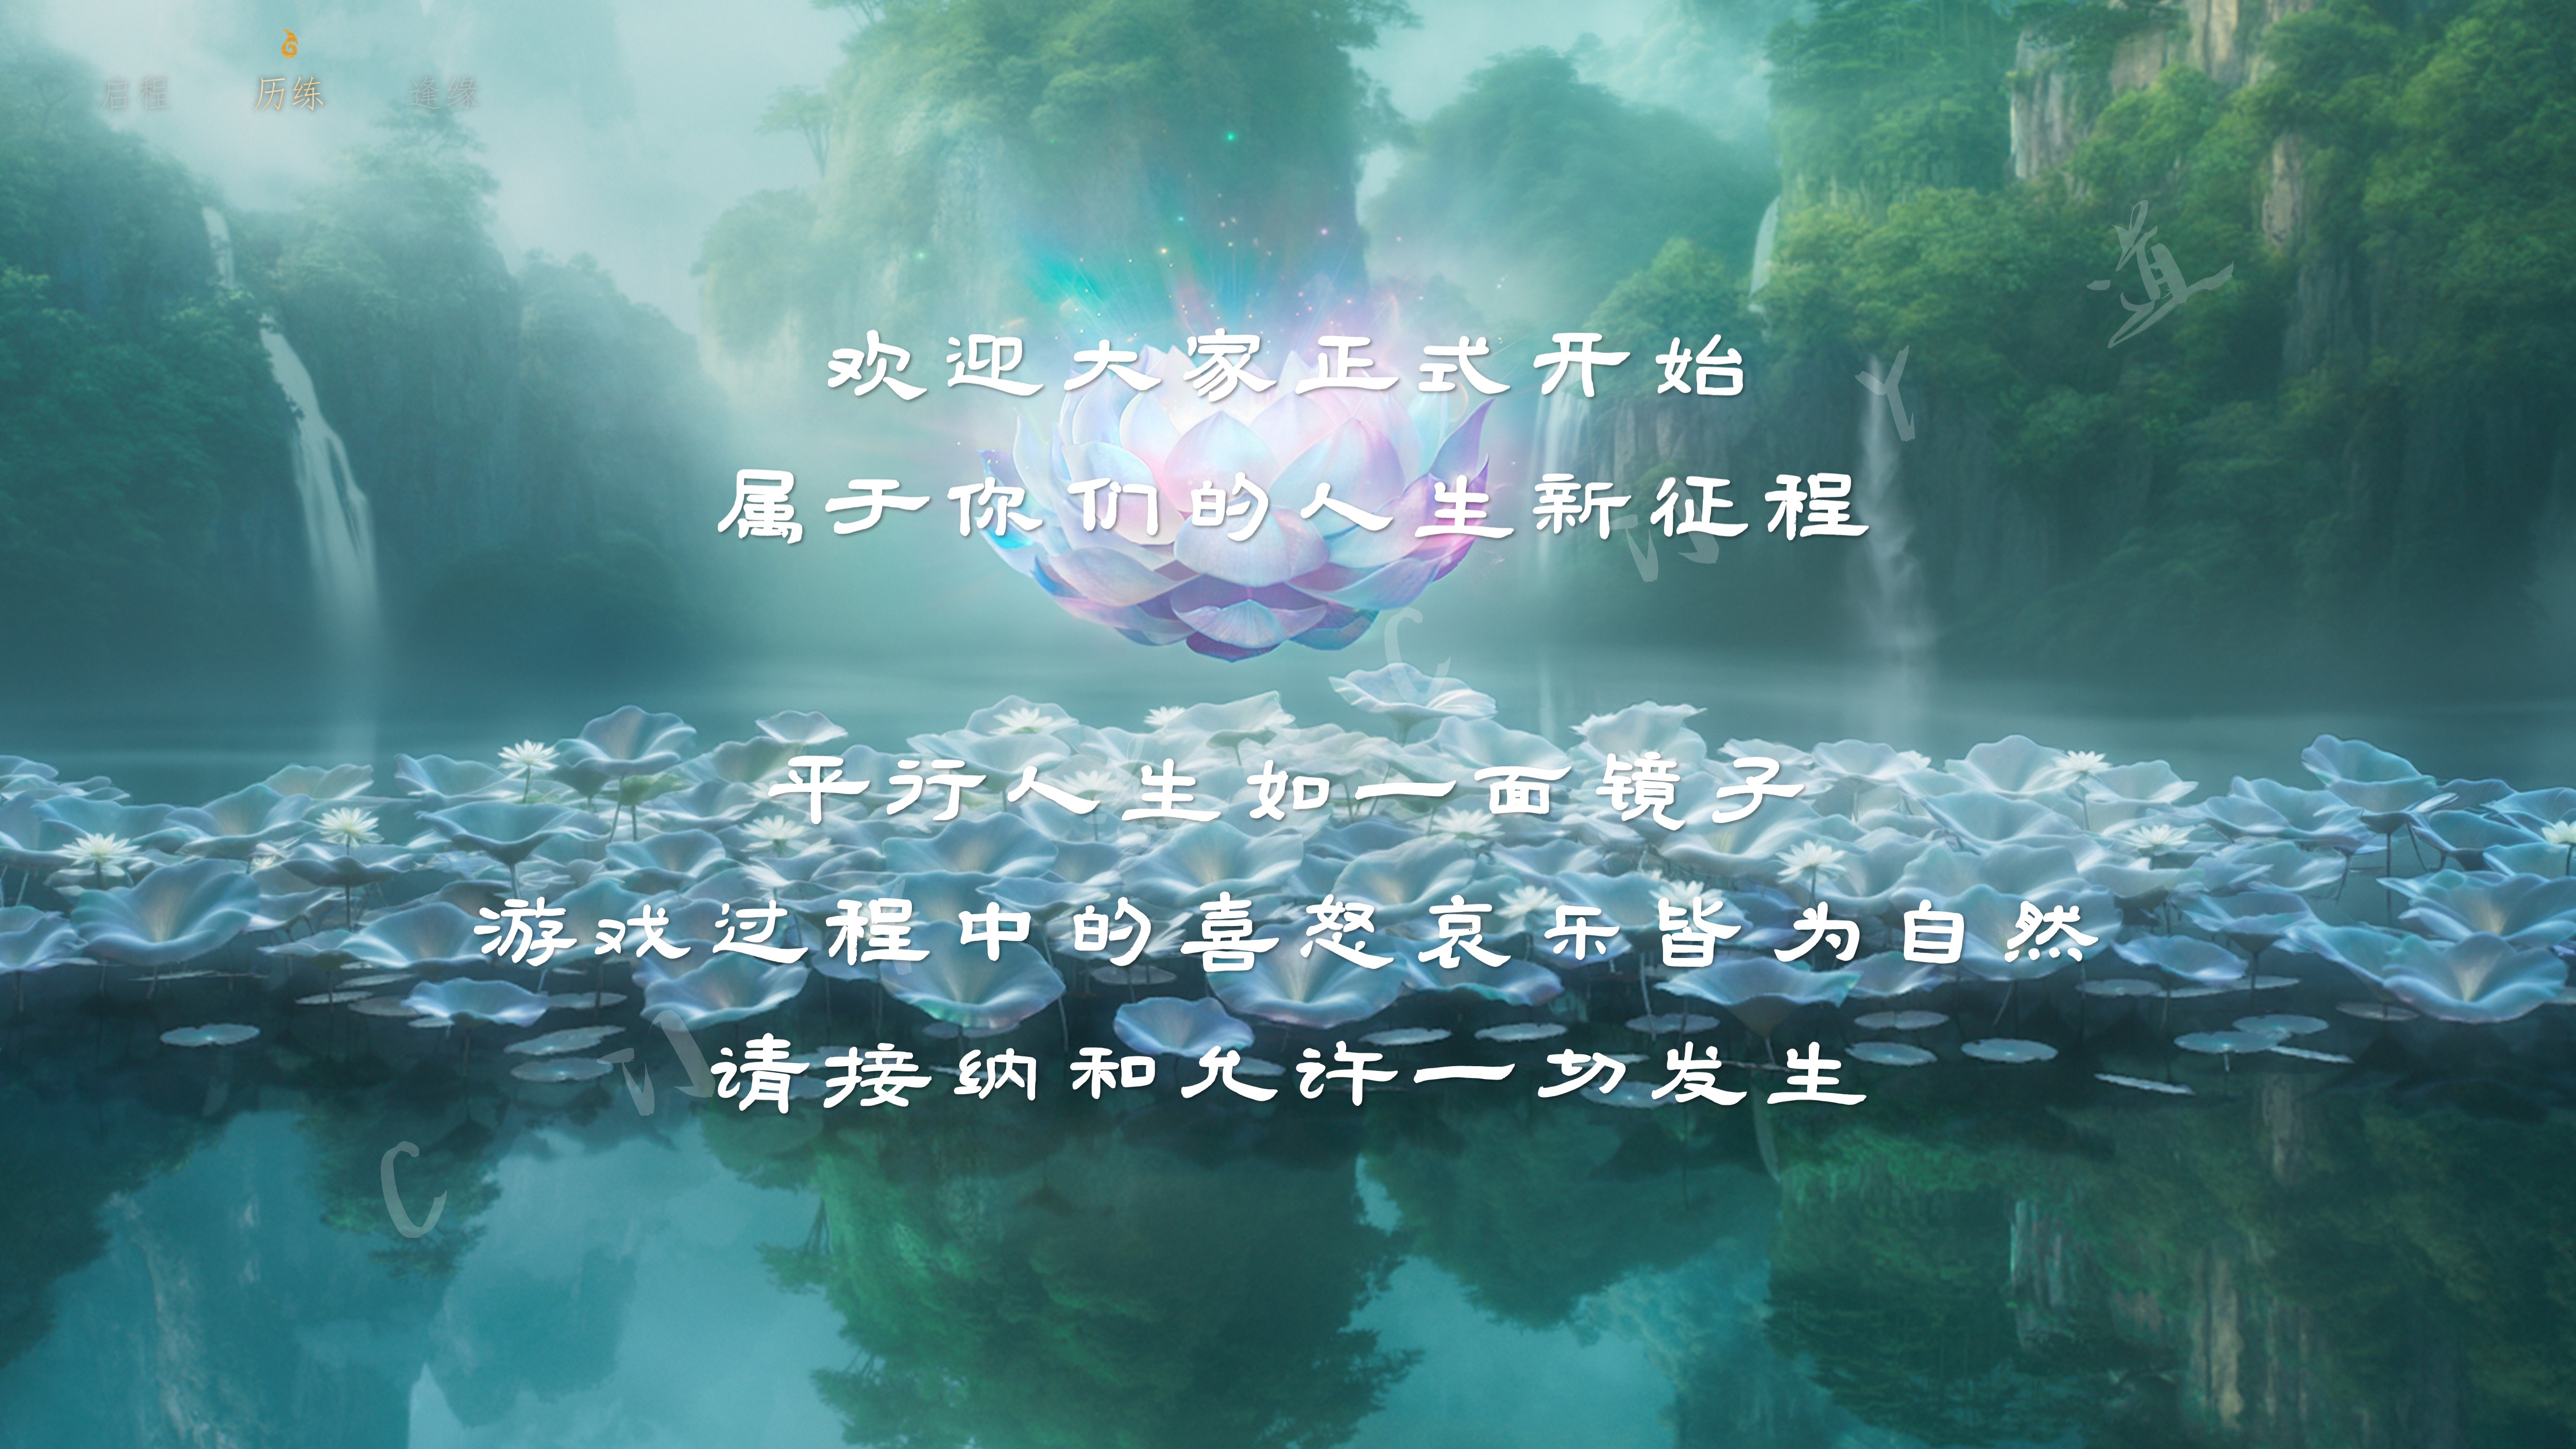 启程 历练 逢缘
道
Y
欢迎大家正式开始
属于你们的人生新征程
C
平行人生如一面镜子
游戏过程中的喜怒哀乐皆为自然
请接纳和允许一切发生
C